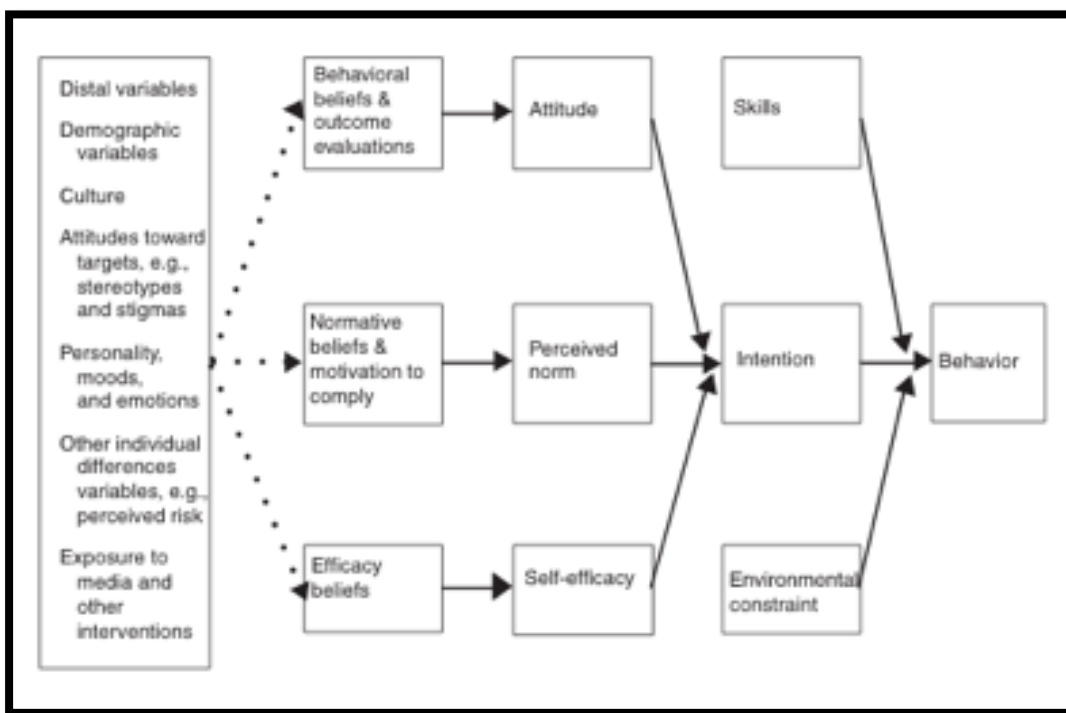 Distal variables
Demographic
variables
Culture
Attitudes toward
targets, e.g.,
stereotypes
and stigmas
Personality,
moods,
and emotions
Other individual
differences
variables, e.g.,
perceived risk
Exposure to
media and
other
interventions
Behavioral
beliefs &
outcome
evaluations
Normative
beliefs &
motivation to
comply
Efficacy
beliefs
Attitude
Perceived
norm
Self-efficacy
Skills
Intention
Environmental
constraint
Behavior